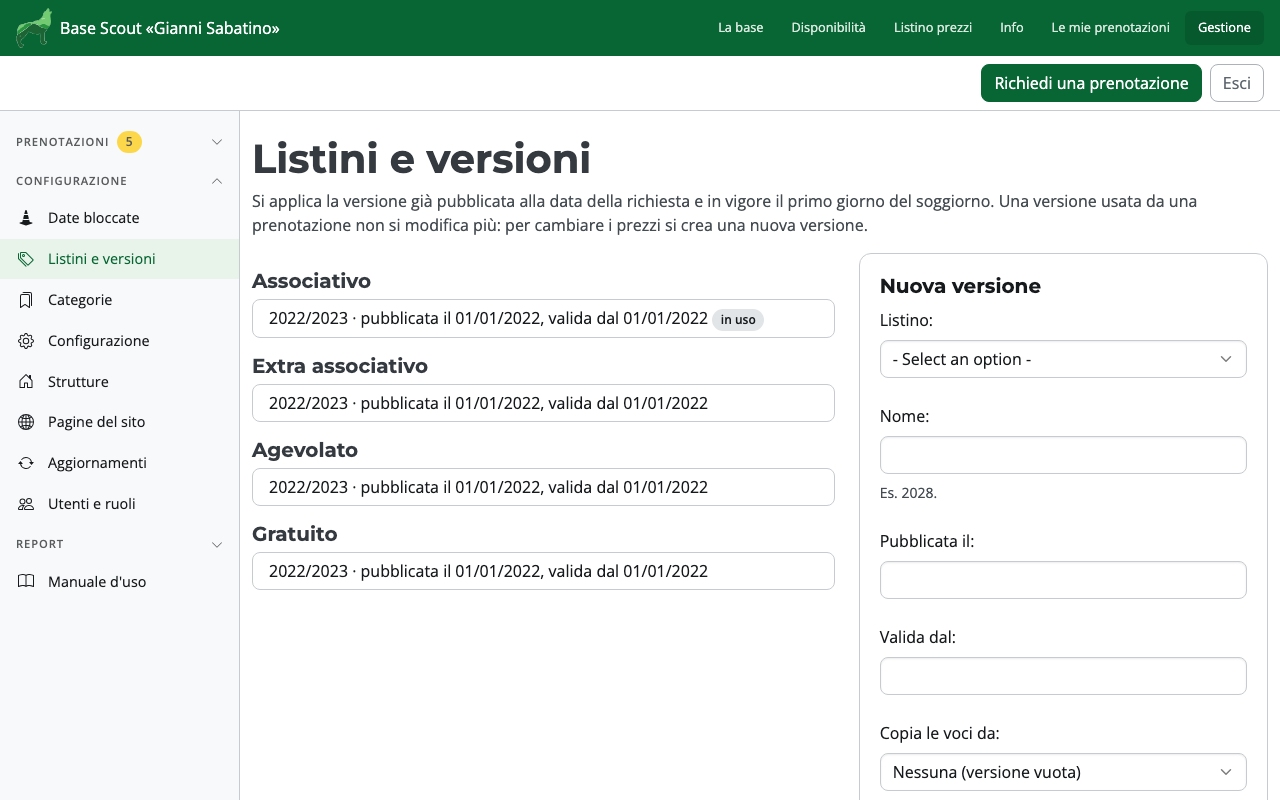 Base Scout «Gianni Sabatino»
La base
Disponibilità
Listino prezzi
Info
Le mie prenotazioni
Gestione
Richiedi una prenotazione
Esci
PRENOTAZIONI 5
CONFIGURAZIONE
Date bloccate
Listini e versioni
Categorie
Configurazione
Strutture
Pagine del sito
Aggiornamenti
Utenti e ruoli
REPORT
Manuale d'uso
Listini e versioni
Si applica la versione già pubblicata alla data della richiesta e in vigore il primo giorno del soggiorno. Una versione usata da una
prenotazione non si modifica più: per cambiare i prezzi si crea una nuova versione.
Associativo
2022/2023 · pubblicata il 01/01/2022, valida dal 01/01/2022 in uso
Extra associativo
2022/2023 · pubblicata il 01/01/2022, valida dal 01/01/2022
Agevolato
2022/2023 · pubblicata il 01/01/2022, valida dal 01/01/2022
Gratuito
2022/2023 · pubblicata il 01/01/2022, valida dal 01/01/2022
Nuova versione
Listino:
- Select an option -
Nome:
Es. 2028.
Pubblicata il:
Valida dal:
Copia le voci da:
Nessuna (versione vuota)